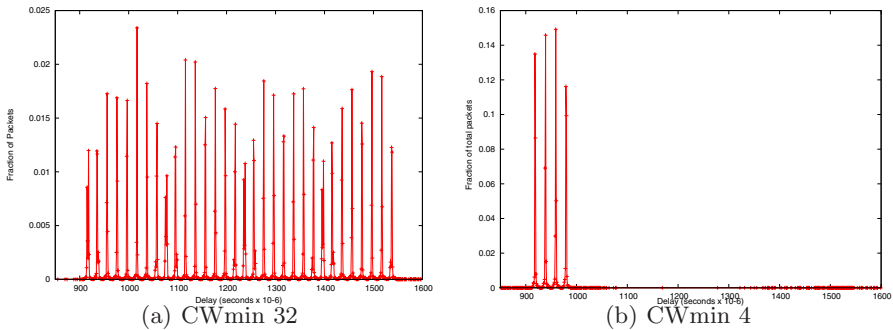 0.025
0.02
0.015
0.01
0.005
0
Fraction of Packets
900 1000 1100 1200 1300 1400 1500 1600
Delay (seconds x 10-6)
(a) CWmin 32
0.16
0.14
0.12
0.1
0.08
0.06
0.04
0.02
0
Fraction of total packets
900 1000 1100 1200 1300 1400 1500 1600
Delay (seconds x 10-6)
(b) CWmin 4